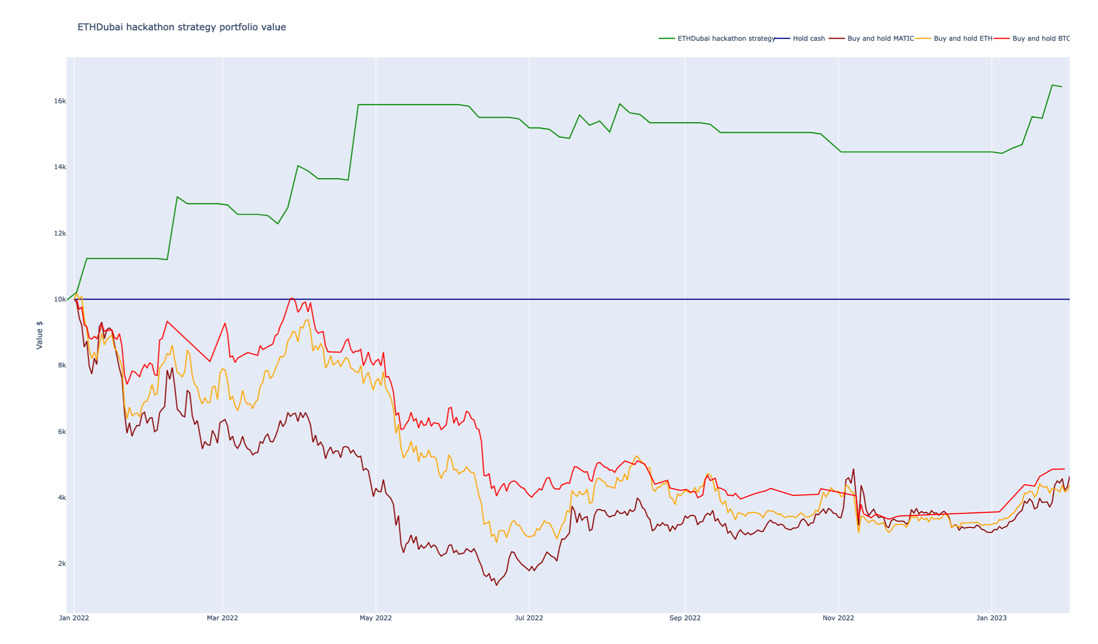 ETHDubai hackathon strategy portfolio value
ETHDubai hackathon strategy Hold cash Buy and hold MATIC Buy and hold ETH Buy and hold BTC
16k
14k
12k
10k
8k
6k
4k
2k
Value $
Jan 2022 Mar 2022 May 2022 Jul 2022 Sep 2022 Nov 2022 Jan 2023